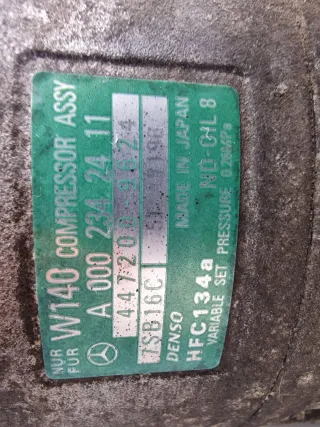 NUR FÜR W140 COMPRESSOR ASSY
A 000 234 24 11
447200-9524
7SB16C
DENSO MADE IN JAPAN
HFC134a ND OIL 8
VARIABLE SET PRESSURE